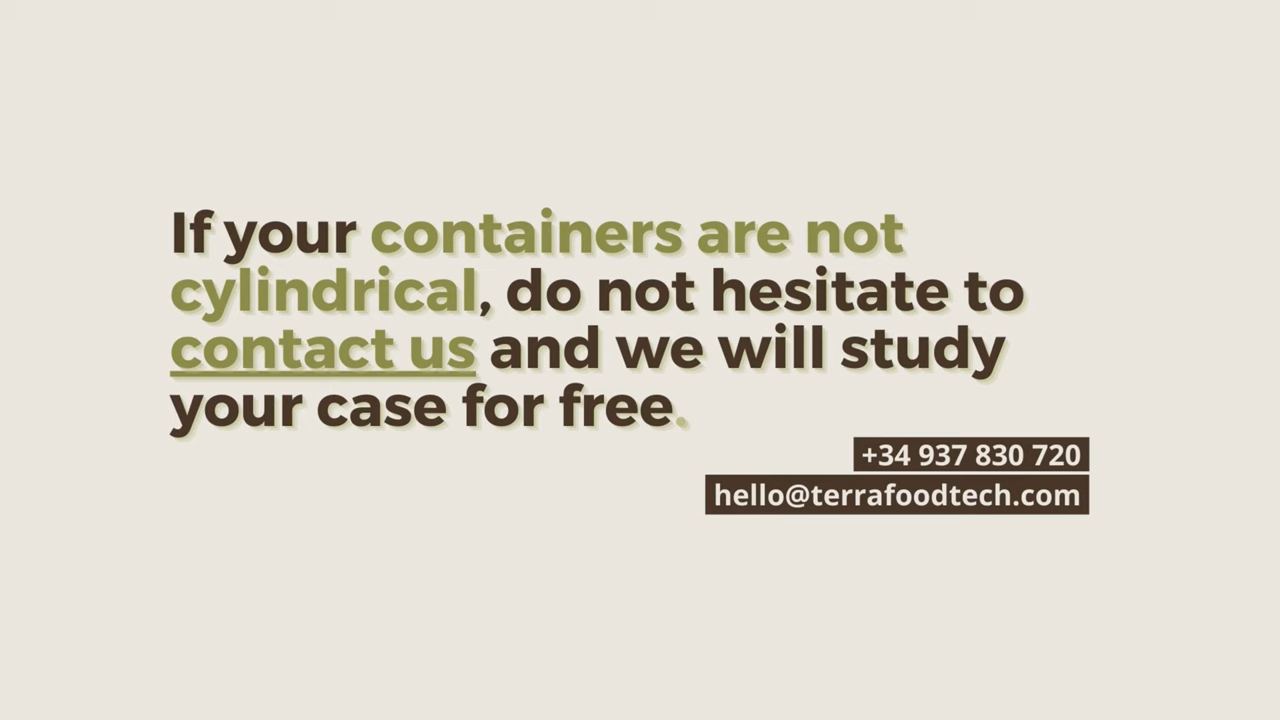 If your containers are not
cylindrical, do not hesitate to
contact us and we will study
your case for free.
+34 937 830 720
hello@terrafoodtech.com